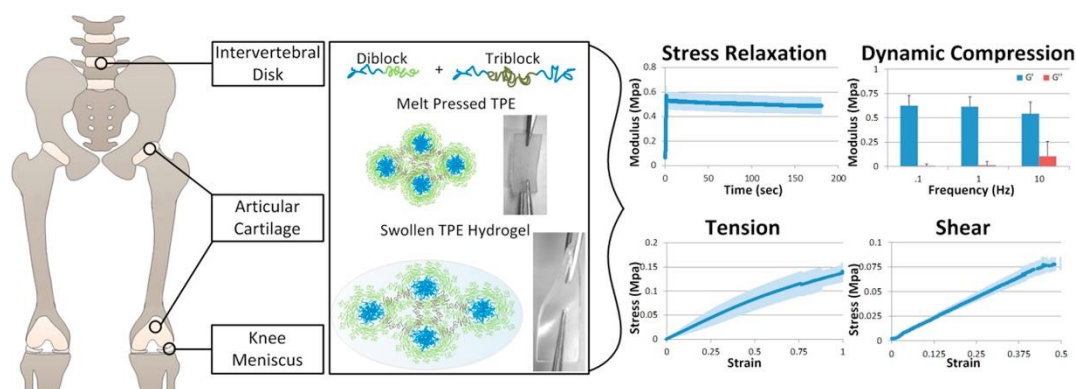 Intervertebral
Disk
Articular
Cartilage
Knee
Meniscus
Diblock
+
Triblock
Melt Pressed TPE
Swollen TPE Hydrogel
Stress Relaxation
Modulus (Mpa)
0.8
0.6
0.4
0.2
0
0
50
100
150
200
Time (sec)
Dynamic Compression
G'
G''
Modulus (Mpa)
1
0.75
0.5
0.25
0
.1
1
10
Frequency (Hz)
Tension
Stress (Mpa)
0.2
0.15
0.1
0.05
0
0
0.25
0.5
0.75
1
Strain
Shear
Stress (Mpa)
0.1
0.075
0.05
0.025
0
0
0.125
0.25
0.375
0.5
Strain